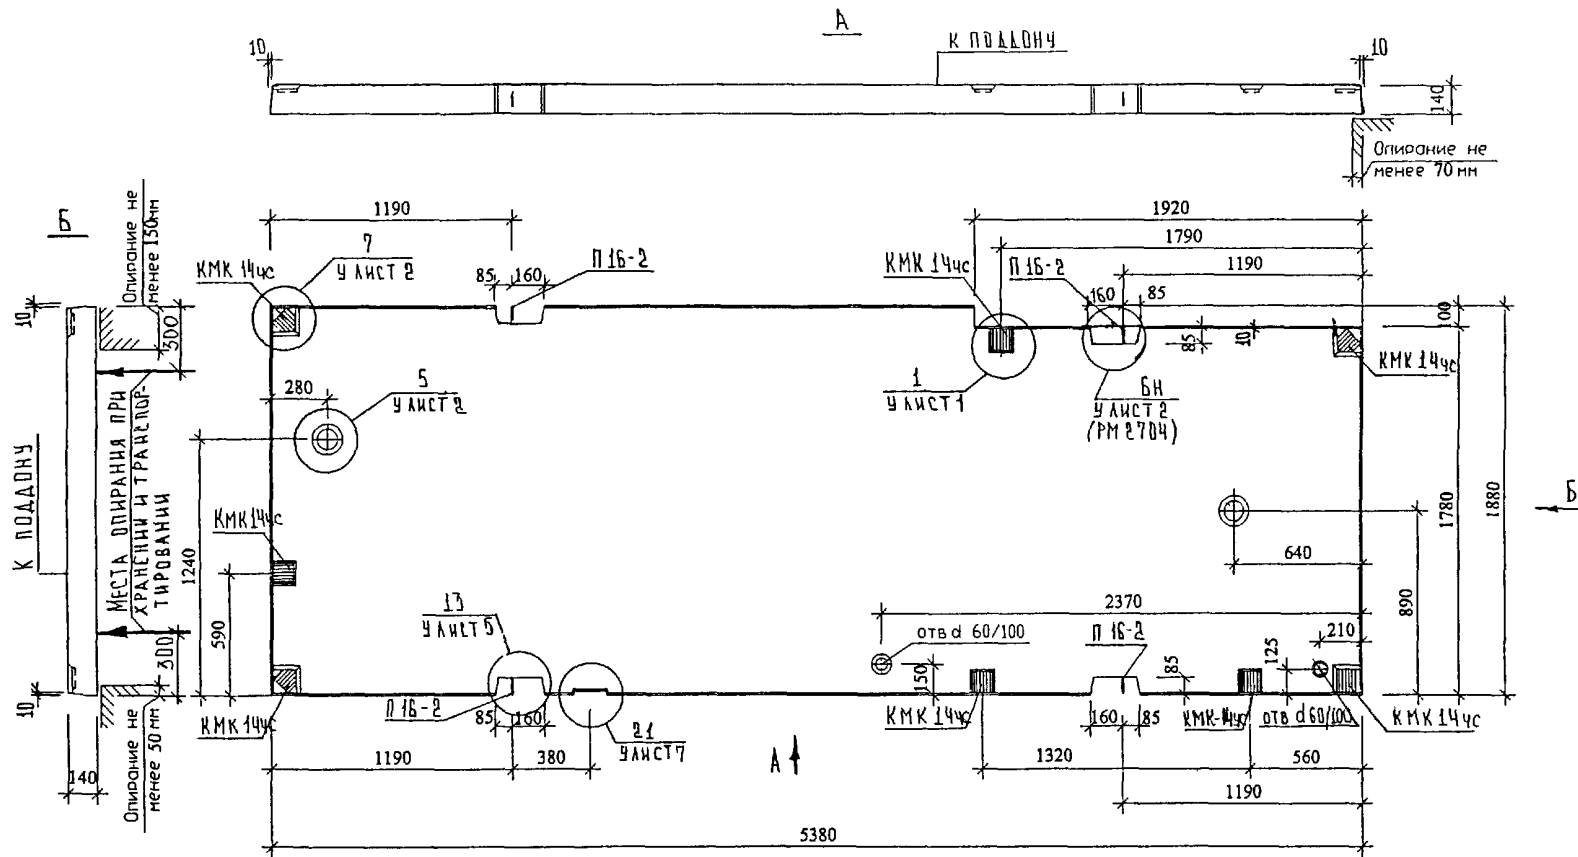 А
10
К ПОДДОНУ
10
140
Опирание не
менее 70 мм
Б
Опирание не
менее 150мм
1190
1920
1790
1190
7
У ЛИСТ 2
КМК 14чс
85
160
П 16-2
КМК 14чс
П 16-2
160
85
10
300
100
85
10
КМК 14чс
280
5
У ЛИСТ 2
1
У ЛИСТ 1
6Н
У ЛИСТ 2
(РМ 2704)
К ПОДДОНУ
МЕСТА ОПИРАНИЯ ПРИ
ХРАНЕНИИ И ТРАНСПОР-
ТИРОВАНИИ
1240
КМК 14чс
590
1780
1880
Б
640
890
2370
13
У ЛИСТ 5
отв d 60/100
150
П 16-2
85
125
210
300
10
КМК 14чс
П 16-2
85
160
21
У ЛИСТ 7
КМК 14чс
160
85
КМК-14чс
отв d 60/100
КМК 14чс
Опирание не
менее 50 мм
140
1190
380
А
1320
560
1190
5380